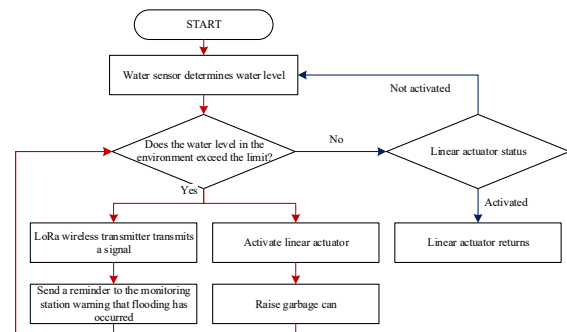 START
Water sensor determines water level
Not activated
Does the water level in the
environment exceed the limit?
No
Linear actuator status
Yes
Activated
LoRa wireless transmitter transmits
a signal
Activate linear actuator
Linear actuator returns
Send a reminder to the monitoring
station warning that flooding has
occurred
Raise garbage can